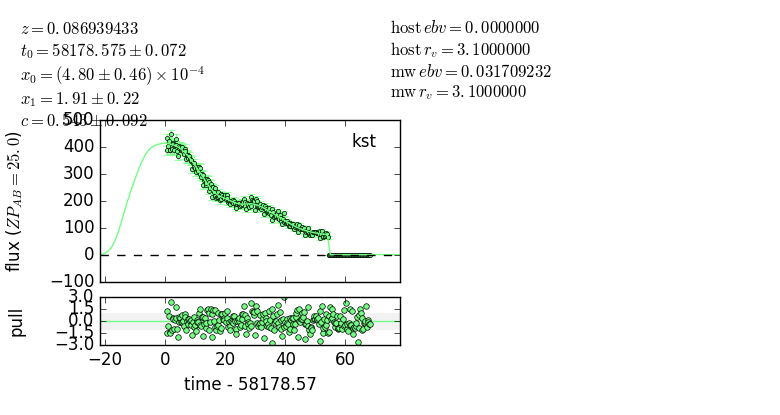 z = 0.086939433
t0 = 58178.575 ± 0.072
x0 = (4.80 ± 0.46) × 10^-4
x1 = 1.91 ± 0.22
host ebv = 0.0000000
host rv = 3.1000000
mw ebv = 0.031709232
mw rv = 3.1000000
flux (ZP_AB = 25.0)
500
400
300
200
100
0
−100
kst
pull
3.0
1.5
0.0
−1.5
−3.0
−20 0 20 40 60
time - 58178.57